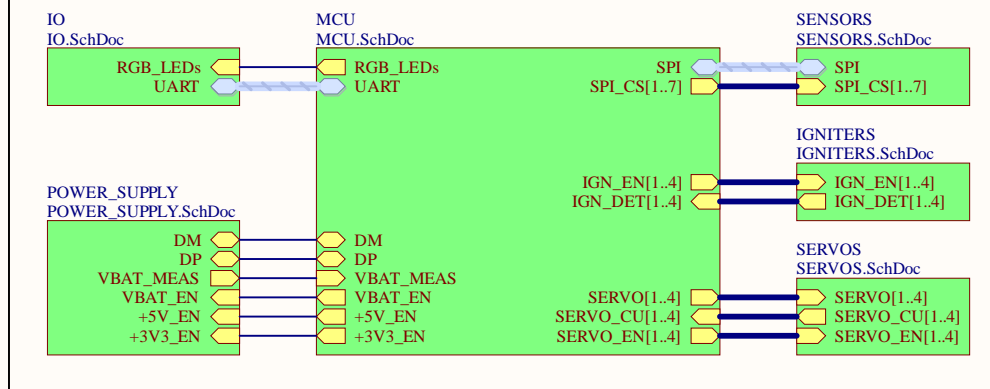 IO
IO.SchDoc
RGB_LEDs
UART
MCU
MCU.SchDoc
RGB_LEDs
UART
SPI
SPI_CS[1..7]
IGN_EN[1..4]
IGN_DET[1..4]
DM
DP
VBAT_MEAS
VBAT_EN
+5V_EN
+3V3_EN
SERVO[1..4]
SERVO_CU[1..4]
SERVO_EN[1..4]
SENSORS
SENSORS.SchDoc
SPI
SPI_CS[1..7]
IGNITERS
IGNITERS.SchDoc
IGN_EN[1..4]
IGN_DET[1..4]
POWER_SUPPLY
POWER_SUPPLY.SchDoc
DM
DP
VBAT_MEAS
VBAT_EN
+5V_EN
+3V3_EN
SERVOS
SERVOS.SchDoc
SERVO[1..4]
SERVO_CU[1..4]
SERVO_EN[1..4]